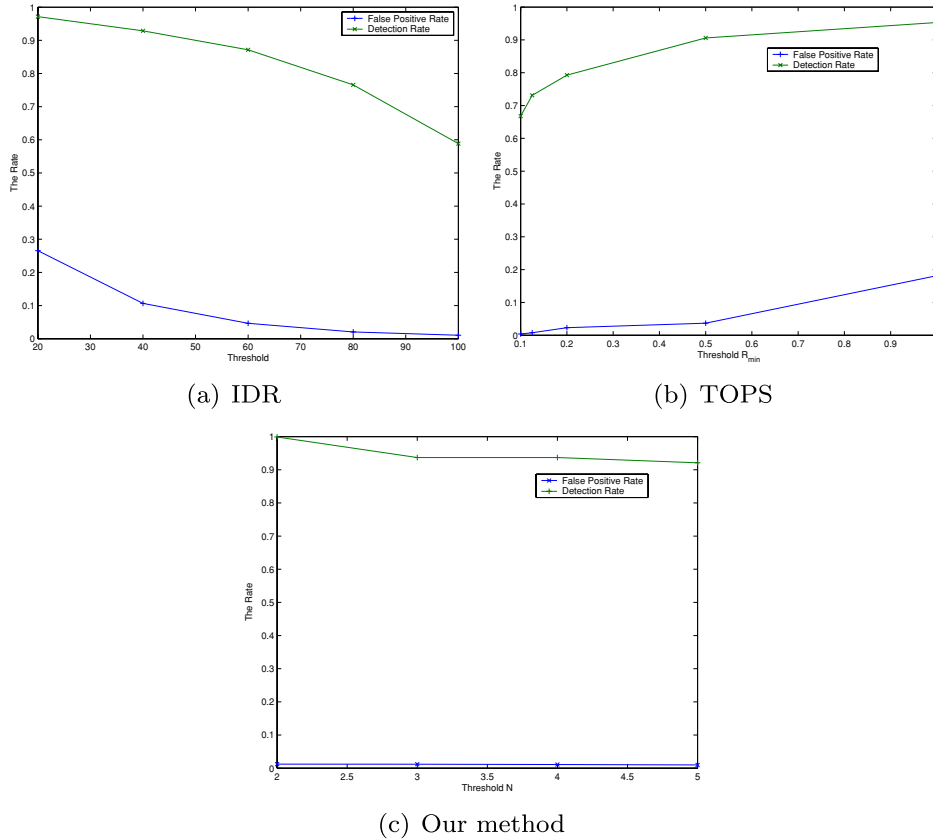 1
0.9
0.8
0.7
0.6
0.5
0.4
0.3
0.2
0.1
0
The Rate
False Positive Rate
Detection Rate
20 30 40 50 60 70 80 90 100
Threshold
(a) IDR
1
0.9
0.8
0.7
0.6
0.5
0.4
0.3
0.2
0.1
0
The Rate
False Positive Rate
Detection Rate
0.1 0.2 0.3 0.4 0.5 0.6 0.7 0.8 0.9
Threshold Rmin
(b) TOPS
1
0.9
0.8
0.7
0.6
0.5
0.4
0.3
0.2
0.1
0
The Rate
False Positive Rate
Detection Rate
2 2.5 3 3.5 4 4.5 5
Threshold N
(c) Our method